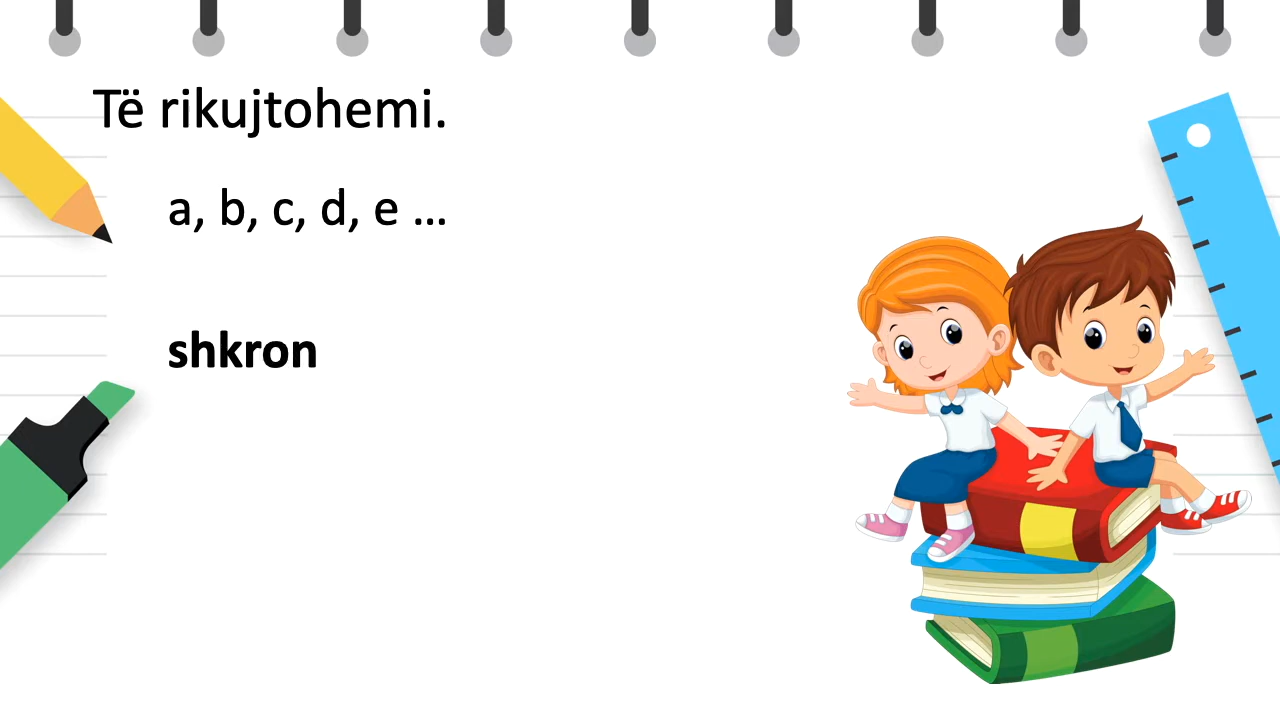 Të rikujtohemi.
a, b, c, d, e ...
shkron